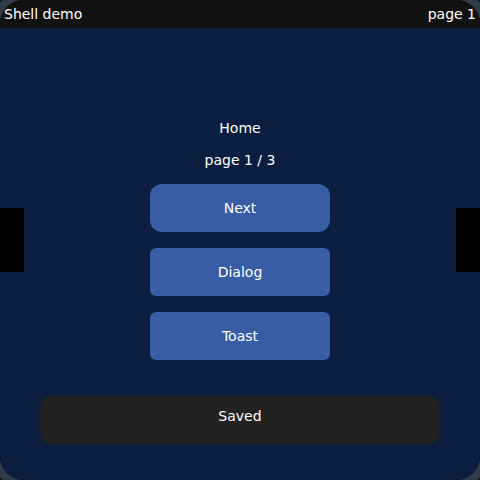 Shell demo
page 1
Home
page 1 / 3
Next
Dialog
Toast
Saved